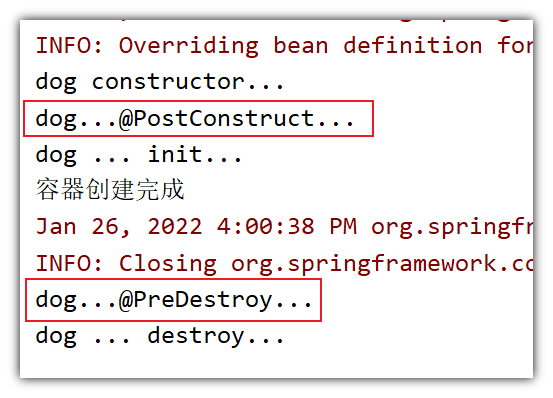 INFO: Overriding bean definition for
dog constructor...
dog...@PostConstruct...
dog ... init...
容器创建完成
Jan 26, 2022 4:00:38 PM org.springfr
INFO: Closing org.springframework.co
dog...@PreDestroy...
dog ... destroy...